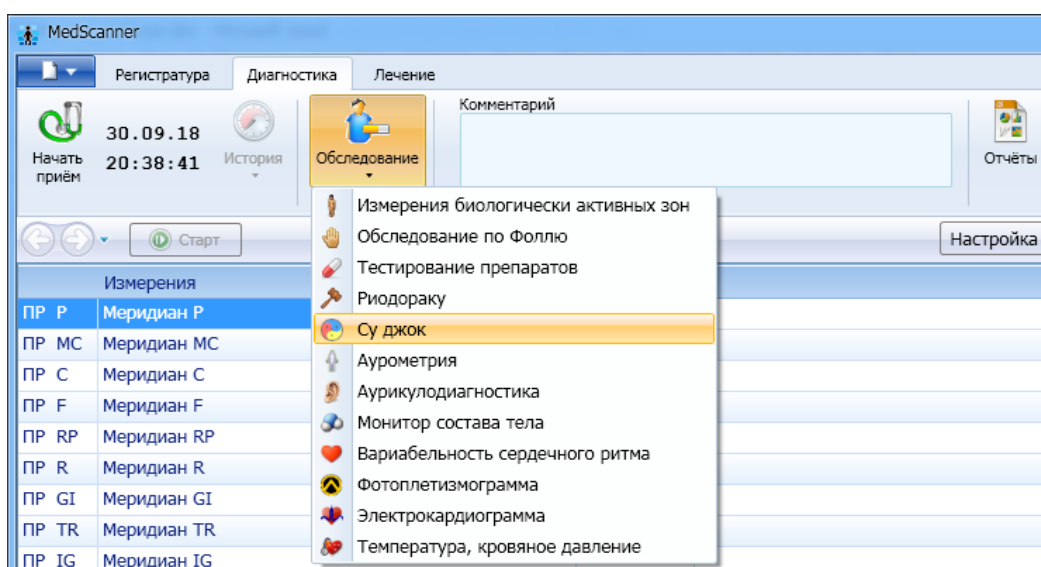 MedScanner
Регистратура Диагностика Лечение
Комментарий
Начать приём
30.09.18
20:38:41
История
Обследование
Отчёты
Измерения биологически активных зон
Обследование по Фоллю
Тестирование препаратов
Риодораку
Су джок
Аурометрия
Аурикулодиагностика
Монитор состава тела
Вариабельность сердечного ритма
Фотоплетизмограмма
Электрокардиограмма
Температура, кровяное давление
Старт
Настройка
Измерения
ПР P Меридиан P
ПР MC Меридиан MC
ПР C Меридиан C
ПР F Меридиан F
ПР RP Меридиан RP
ПР R Меридиан R
ПР GI Меридиан GI
ПР TR Меридиан TR
ПР IG Меридиан IG